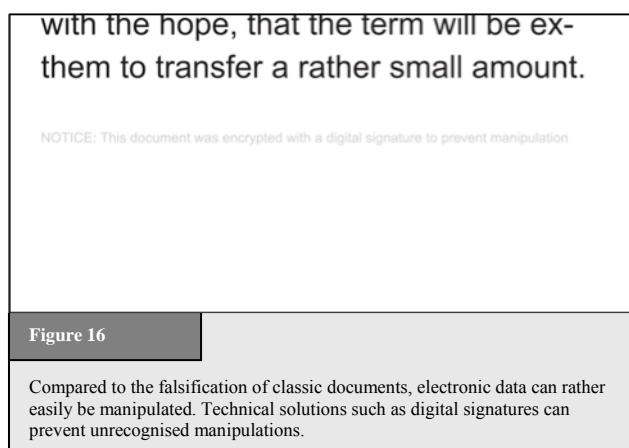 with the hope, that the term will be ex-
them to transfer a rather small amount.
NOTICE: This document was encrypted with a digital signature to prevent manipulation
Figure 16
Compared to the falsification of classic documents, electronic data can rather
easily be manipulated. Technical solutions such as digital signatures can
prevent unrecognised manipulations.